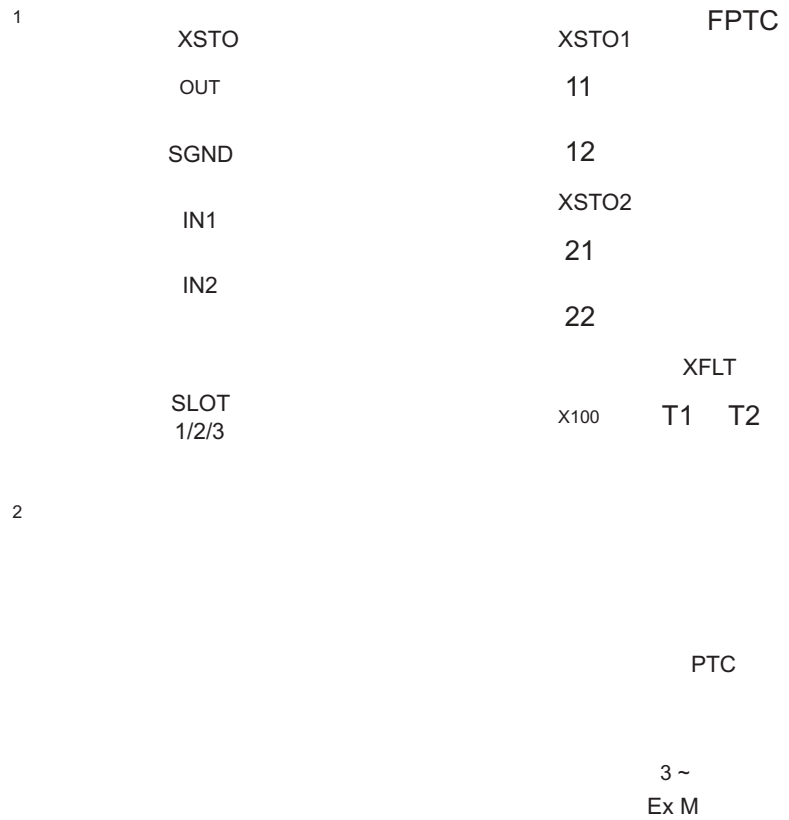 1
FPTC
XSTO
XSTO1
OUT
11
SGND
12
XSTO2
IN1
21
IN2
22
XFLT
SLOT
1/2/3
X100
T1 T2
2
PTC
3 ~
Ex M